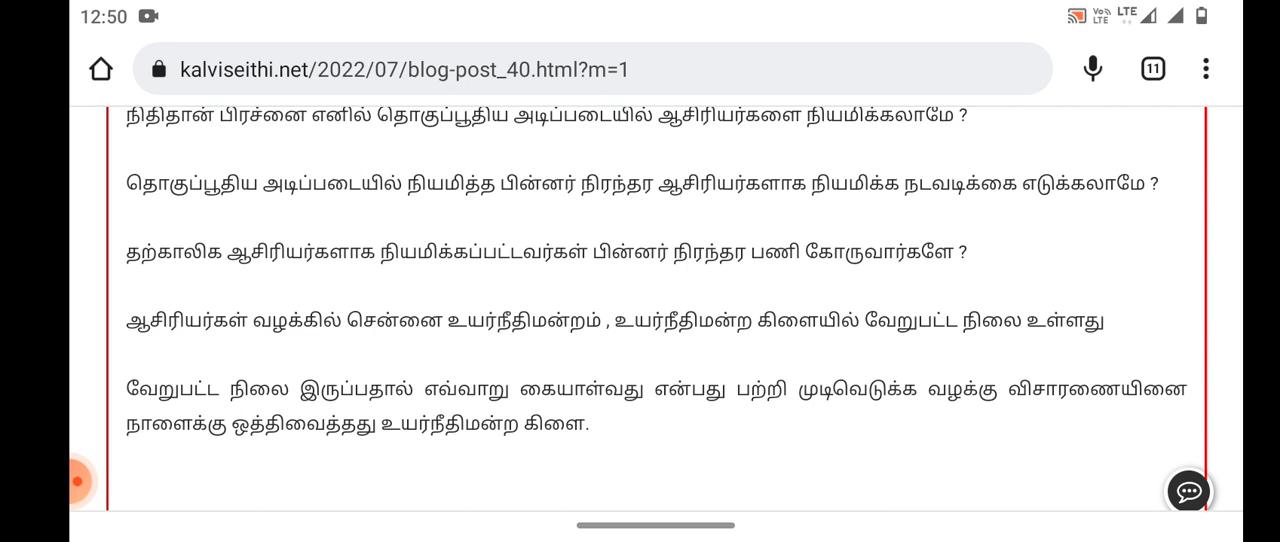 12:50
Vo LTE
LTE
kalviseithi.net/2022/07/blog-post_40.html?m=1
11
நிதிதான் பிரச்னை எனில் தொகுப்பூதிய அடிப்படையில் ஆசிரியர்களை நியமிக்கலாமே ?
தொகுப்பூதிய அடிப்படையில் நியமித்த பின்னர் நிரந்தர ஆசிரியர்களாக நியமிக்க நடவடிக்கை எடுக்கலாமே ?
தற்காலிக ஆசிரியர்களாக நியமிக்கப்பட்டவர்கள் பின்னர் நிரந்தர பணி கோருவார்களே ?
ஆசிரியர்கள் வழக்கில் சென்னை உயர்நீதிமன்றம் , உயர்நீதிமன்ற கிளையில் வேறுபட்ட நிலை உள்ளது
வேறுபட்ட நிலை இருப்பதால் எவ்வாறு கையாள்வது என்பது பற்றி முடிவெடுக்க வழக்கு விசாரணையினை
நாளைக்கு ஒத்திவைத்தது உயர்நீதிமன்ற கிளை.